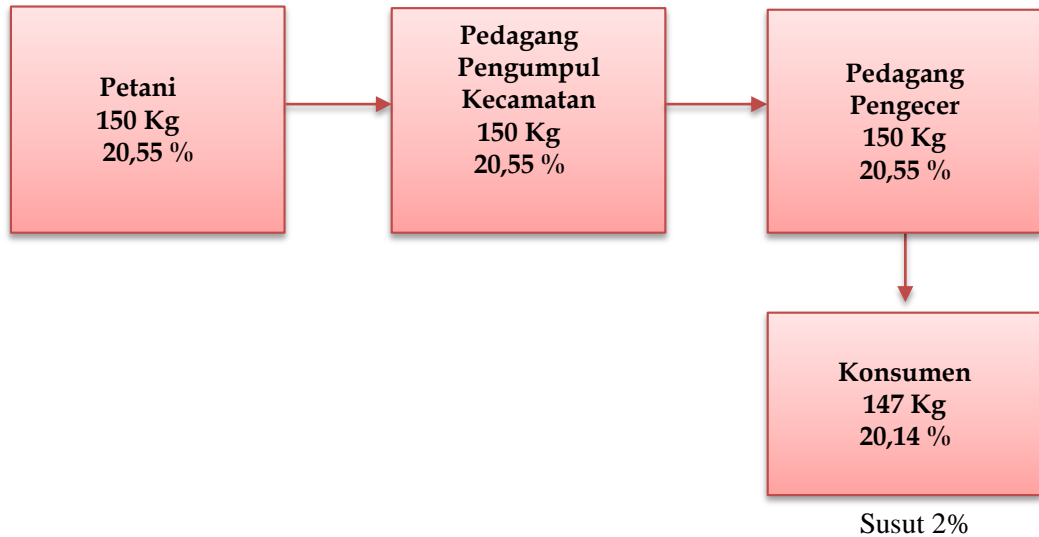 Petani
150 Kg
20,55 %
Pedagang
Pengumpul
Kecamatan
150 Kg
20,55 %
Pedagang
Pengecer
150 Kg
20,55 %
Konsumen
147 Kg
20,14 %
Susut 2%